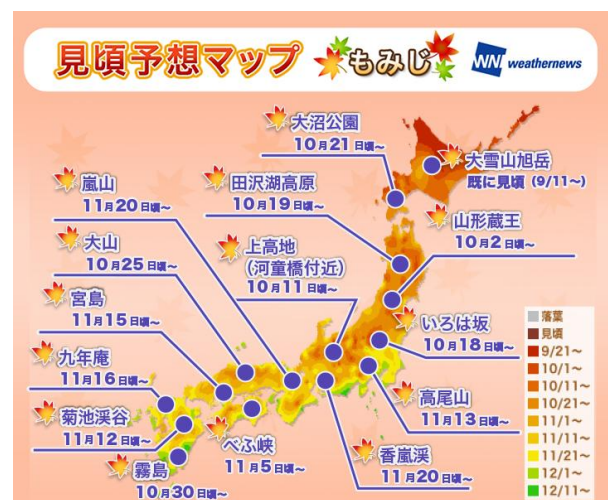 見頃予想マップ もみじ WN weathernews
大沼公園
10月21日頃~
大雪山旭岳
既に見頃 (9/11~)
嵐山
11月20日頃~
田沢湖高原
10月19日頃~
山形蔵王
10月2日頃~
大山
10月25日頃~
上高地
(河童橋付近)
10月11日頃~
宮島
11月15日頃~
いろは坂
10月18日頃~
九年庵
11月16日頃~
高尾山
11月13日頃~
菊池渓谷
11月12日頃~
べふ峡
11月5日頃~
香嵐渓
11月20日頃~
霧島
10月30日頃~
落葉
見頃
9/21~
10/1~
10/11~
10/21~
11/1~
11/11~
11/21~
12/1~
12/11~